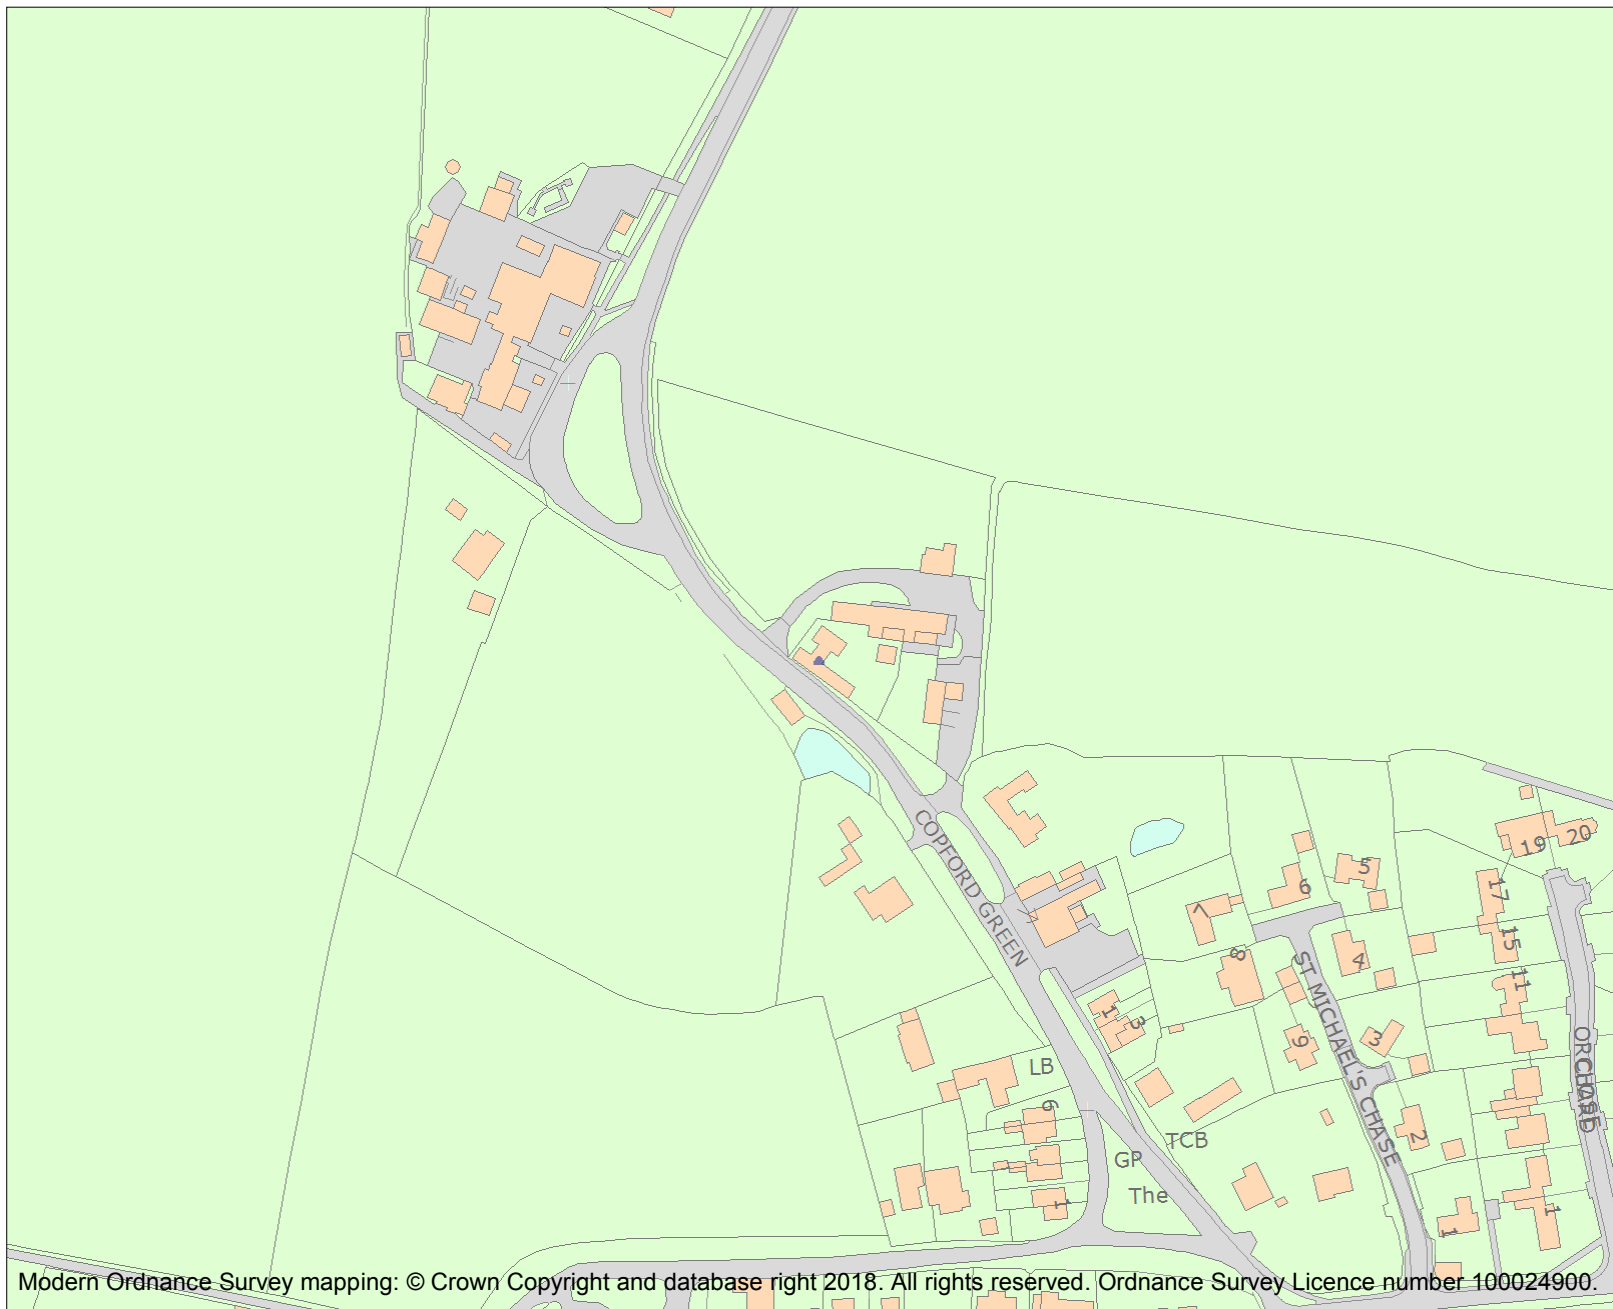 COPFORD GREEN
19
20
5
6
17
7
15
8
4
11
ST MICHAEL'S CHASE
1
3
9
3
ORCHARD
CLOSE
LB
6
2
TCB
GP
The
1
1
1
Modern Ordnance Survey mapping: © Crown Copyright and database right 2018. All rights reserved. Ordnance Survey Licence number 100024900.